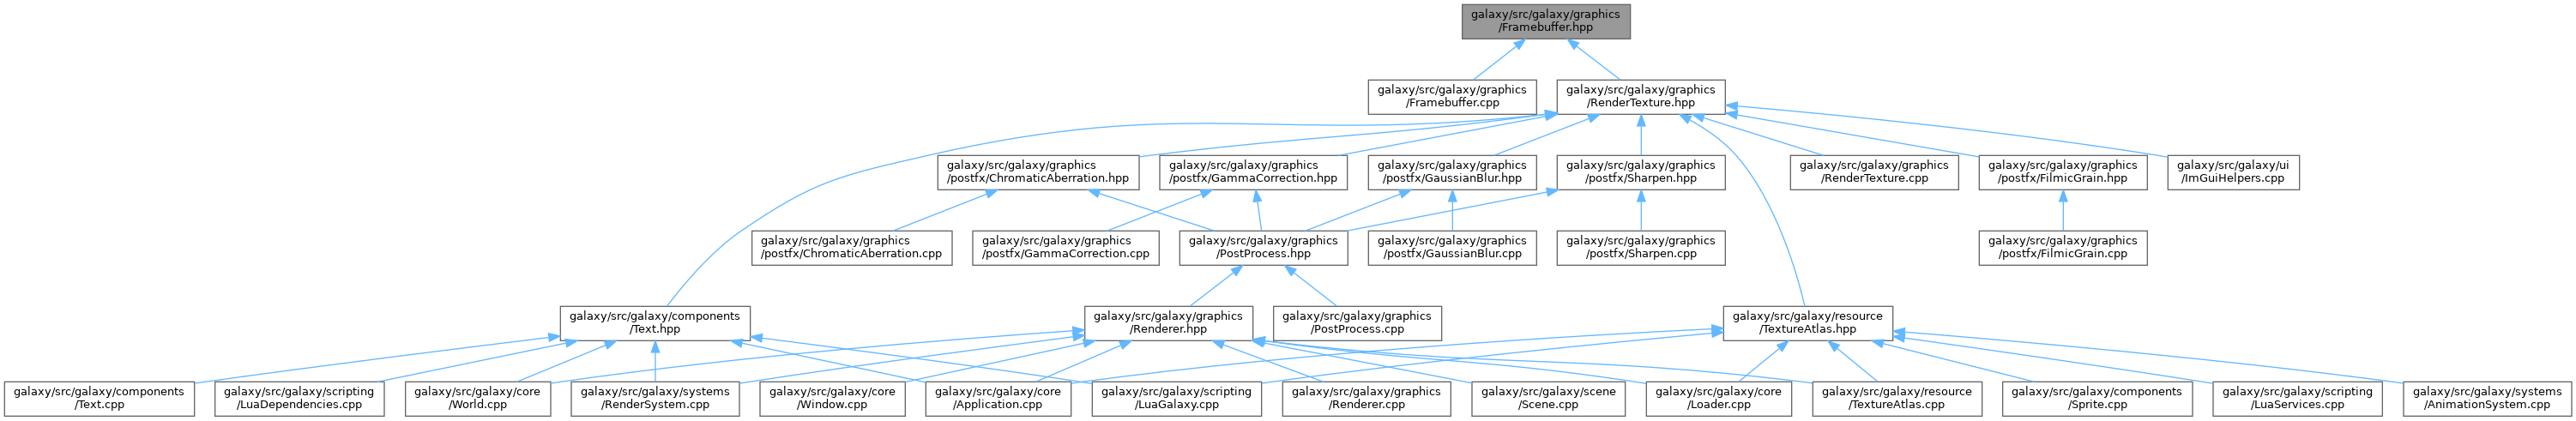 galaxy/src/galaxy/graphics
/Framebuffer.hpp
galaxy/src/galaxy/graphics
/Framebuffer.cpp
galaxy/src/galaxy/graphics
/RenderTexture.hpp
galaxy/src/galaxy/graphics
/postfx/ChromaticAberration.hpp
galaxy/src/galaxy/graphics
/postfx/GammaCorrection.hpp
galaxy/src/galaxy/graphics
/postfx/GaussianBlur.hpp
galaxy/src/galaxy/graphics
/postfx/Sharpen.hpp
galaxy/src/galaxy/graphics
/RenderTexture.cpp
galaxy/src/galaxy/graphics
/postfx/FilmicGrain.hpp
galaxy/src/galaxy/ui
/ImGuiHelpers.cpp
galaxy/src/galaxy/graphics
/postfx/ChromaticAberration.cpp
galaxy/src/galaxy/graphics
/postfx/GammaCorrection.cpp
galaxy/src/galaxy/graphics
/PostProcess.hpp
galaxy/src/galaxy/graphics
/postfx/GaussianBlur.cpp
galaxy/src/galaxy/graphics
/postfx/Sharpen.cpp
galaxy/src/galaxy/graphics
/postfx/FilmicGrain.cpp
galaxy/src/galaxy/components
/Text.hpp
galaxy/src/galaxy/graphics
/Renderer.hpp
galaxy/src/galaxy/graphics
/PostProcess.cpp
galaxy/src/galaxy/resource
/TextureAtlas.hpp
galaxy/src/galaxy/components
/Text.cpp
galaxy/src/galaxy/scripting
/LuaDependencies.cpp
galaxy/src/galaxy/core
/World.cpp
galaxy/src/galaxy/systems
/RenderSystem.cpp
galaxy/src/galaxy/core
/Window.cpp
galaxy/src/galaxy/core
/Application.cpp
galaxy/src/galaxy/scripting
/LuaGalaxy.cpp
galaxy/src/galaxy/graphics
/Renderer.cpp
galaxy/src/galaxy/scene
/Scene.cpp
galaxy/src/galaxy/core
/Loader.cpp
galaxy/src/galaxy/resource
/TextureAtlas.cpp
galaxy/src/galaxy/components
/Sprite.cpp
galaxy/src/galaxy/scripting
/LuaServices.cpp
galaxy/src/galaxy/systems
/AnimationSystem.cpp